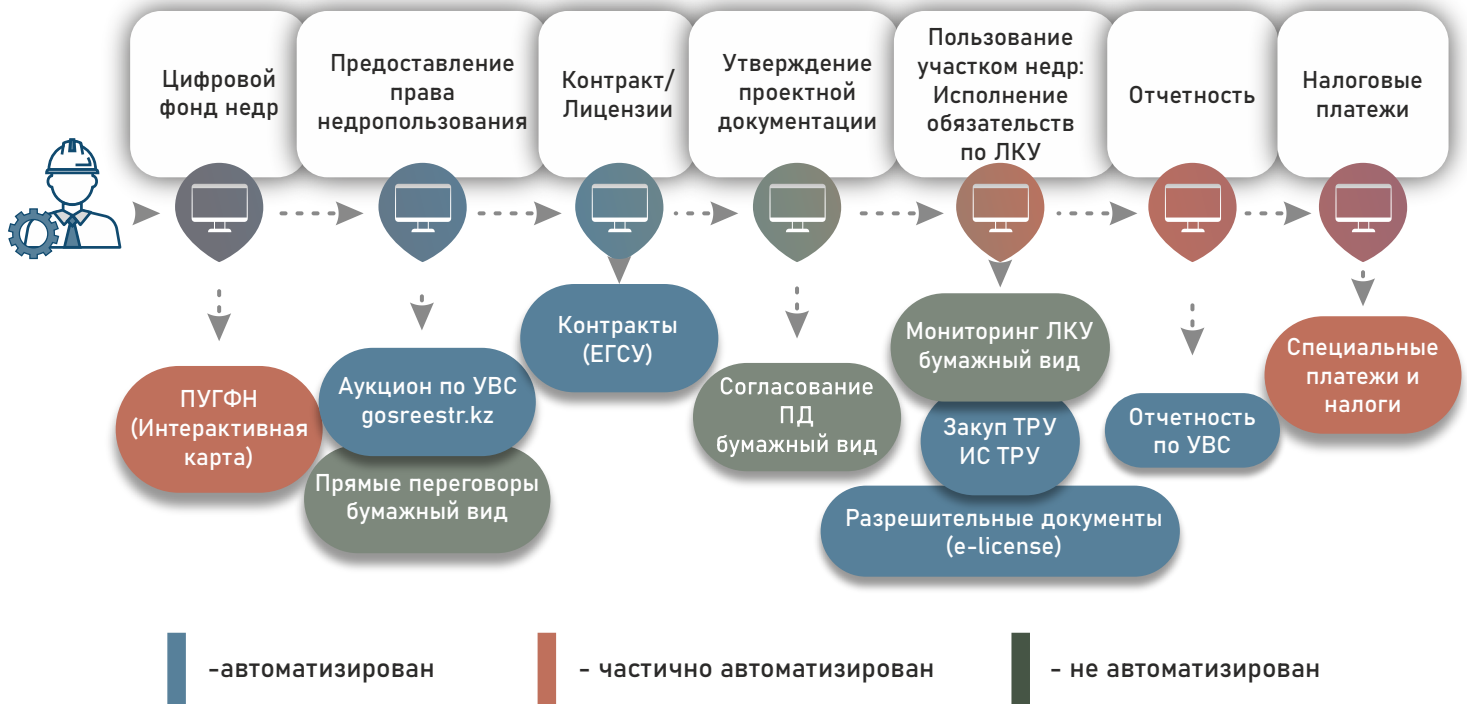 Цифровой
фонд недр
Предоставление
права
недропользования
Контракт/
Лицензии
Утверждение
проектной
документации
Пользование
участком недр:
Исполнение
обязательств
по ЛКУ
Отчетность
Налоговые
платежи
ПУГФН
(Интерактивная
карта)
Аукцион по УВС
gosreestr.kz
Прямые переговоры
бумажный вид
Контракты
(ЕГСУ)
Согласование
ПД
бумажный вид
Мониторинг ЛКУ
бумажный вид
Закуп ТРУ
ИС ТРУ
Разрешительные документы
(e-license)
Отчетность
по УВС
Специальные
платежи и
налоги
-автоматизирован
- частично автоматизирован
- не автоматизирован